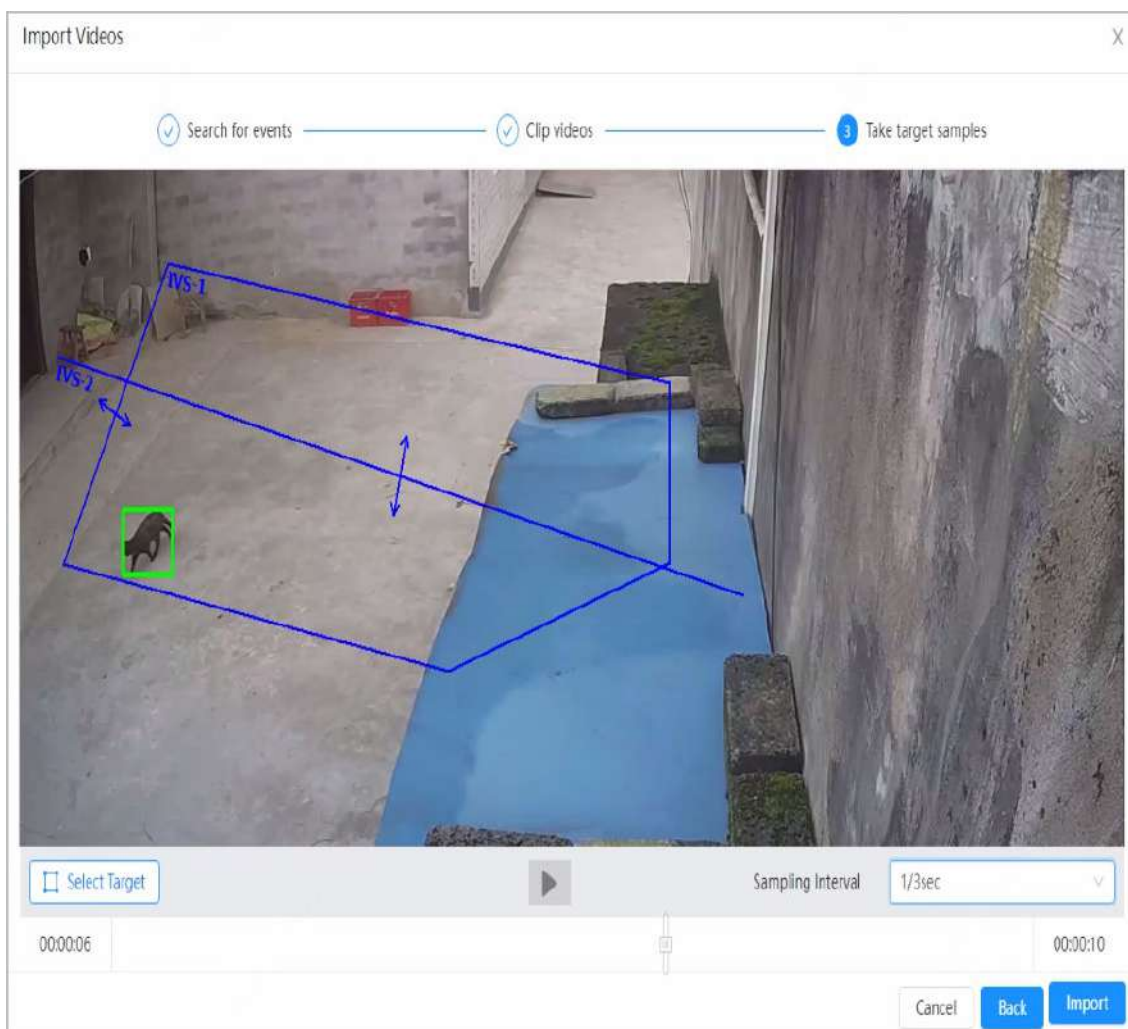 Import Videos X
Search for events Clip videos 3 Take target samples
IVS-1
IVS-2
Select Target Sampling Interval 1/3sec
00:00:06 00:00:10
Cancel Back Import